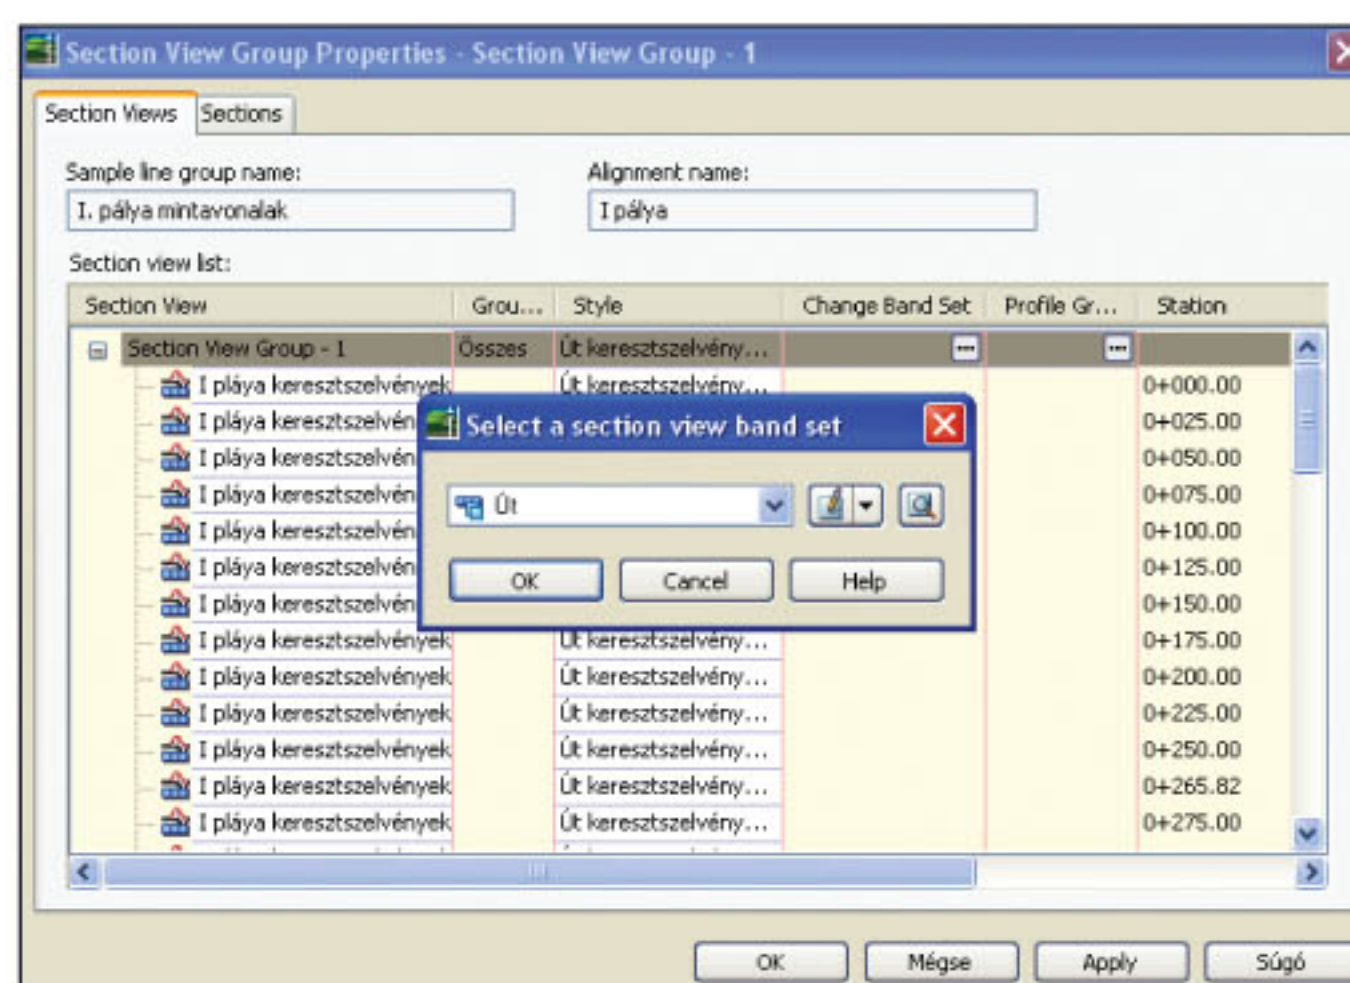 Section View Group Properties - Section View Group - 1
Section Views Sections
Sample line group name: Alignment name:
I. pálya mintavonalak I pálya
Section view list:
Section View Grou... Style Change Band Set Profile Gr... Station
Section View Group - 1 Összes Út keresztszelvény...
I pláya keresztszelvények Út keresztszelvény... 0+000.00
I pláya keresztszelvén 0+025.00
I pláya keresztszelvén 0+050.00
I pláya keresztszelvén 0+075.00
I pláya keresztszelvén 0+100.00
I pláya keresztszelvén 0+125.00
I pláya keresztszelvén 0+150.00
Select a section view band set
Út
OK Cancel Help
I pláya keresztszelvények Út keresztszelvény... 0+175.00
I pláya keresztszelvények Út keresztszelvény... 0+200.00
I pláya keresztszelvények Út keresztszelvény... 0+225.00
I pláya keresztszelvények Út keresztszelvény... 0+250.00
I pláya keresztszelvények Út keresztszelvény... 0+265.82
I pláya keresztszelvények Út keresztszelvény... 0+275.00
OK Mégse Apply Súgó